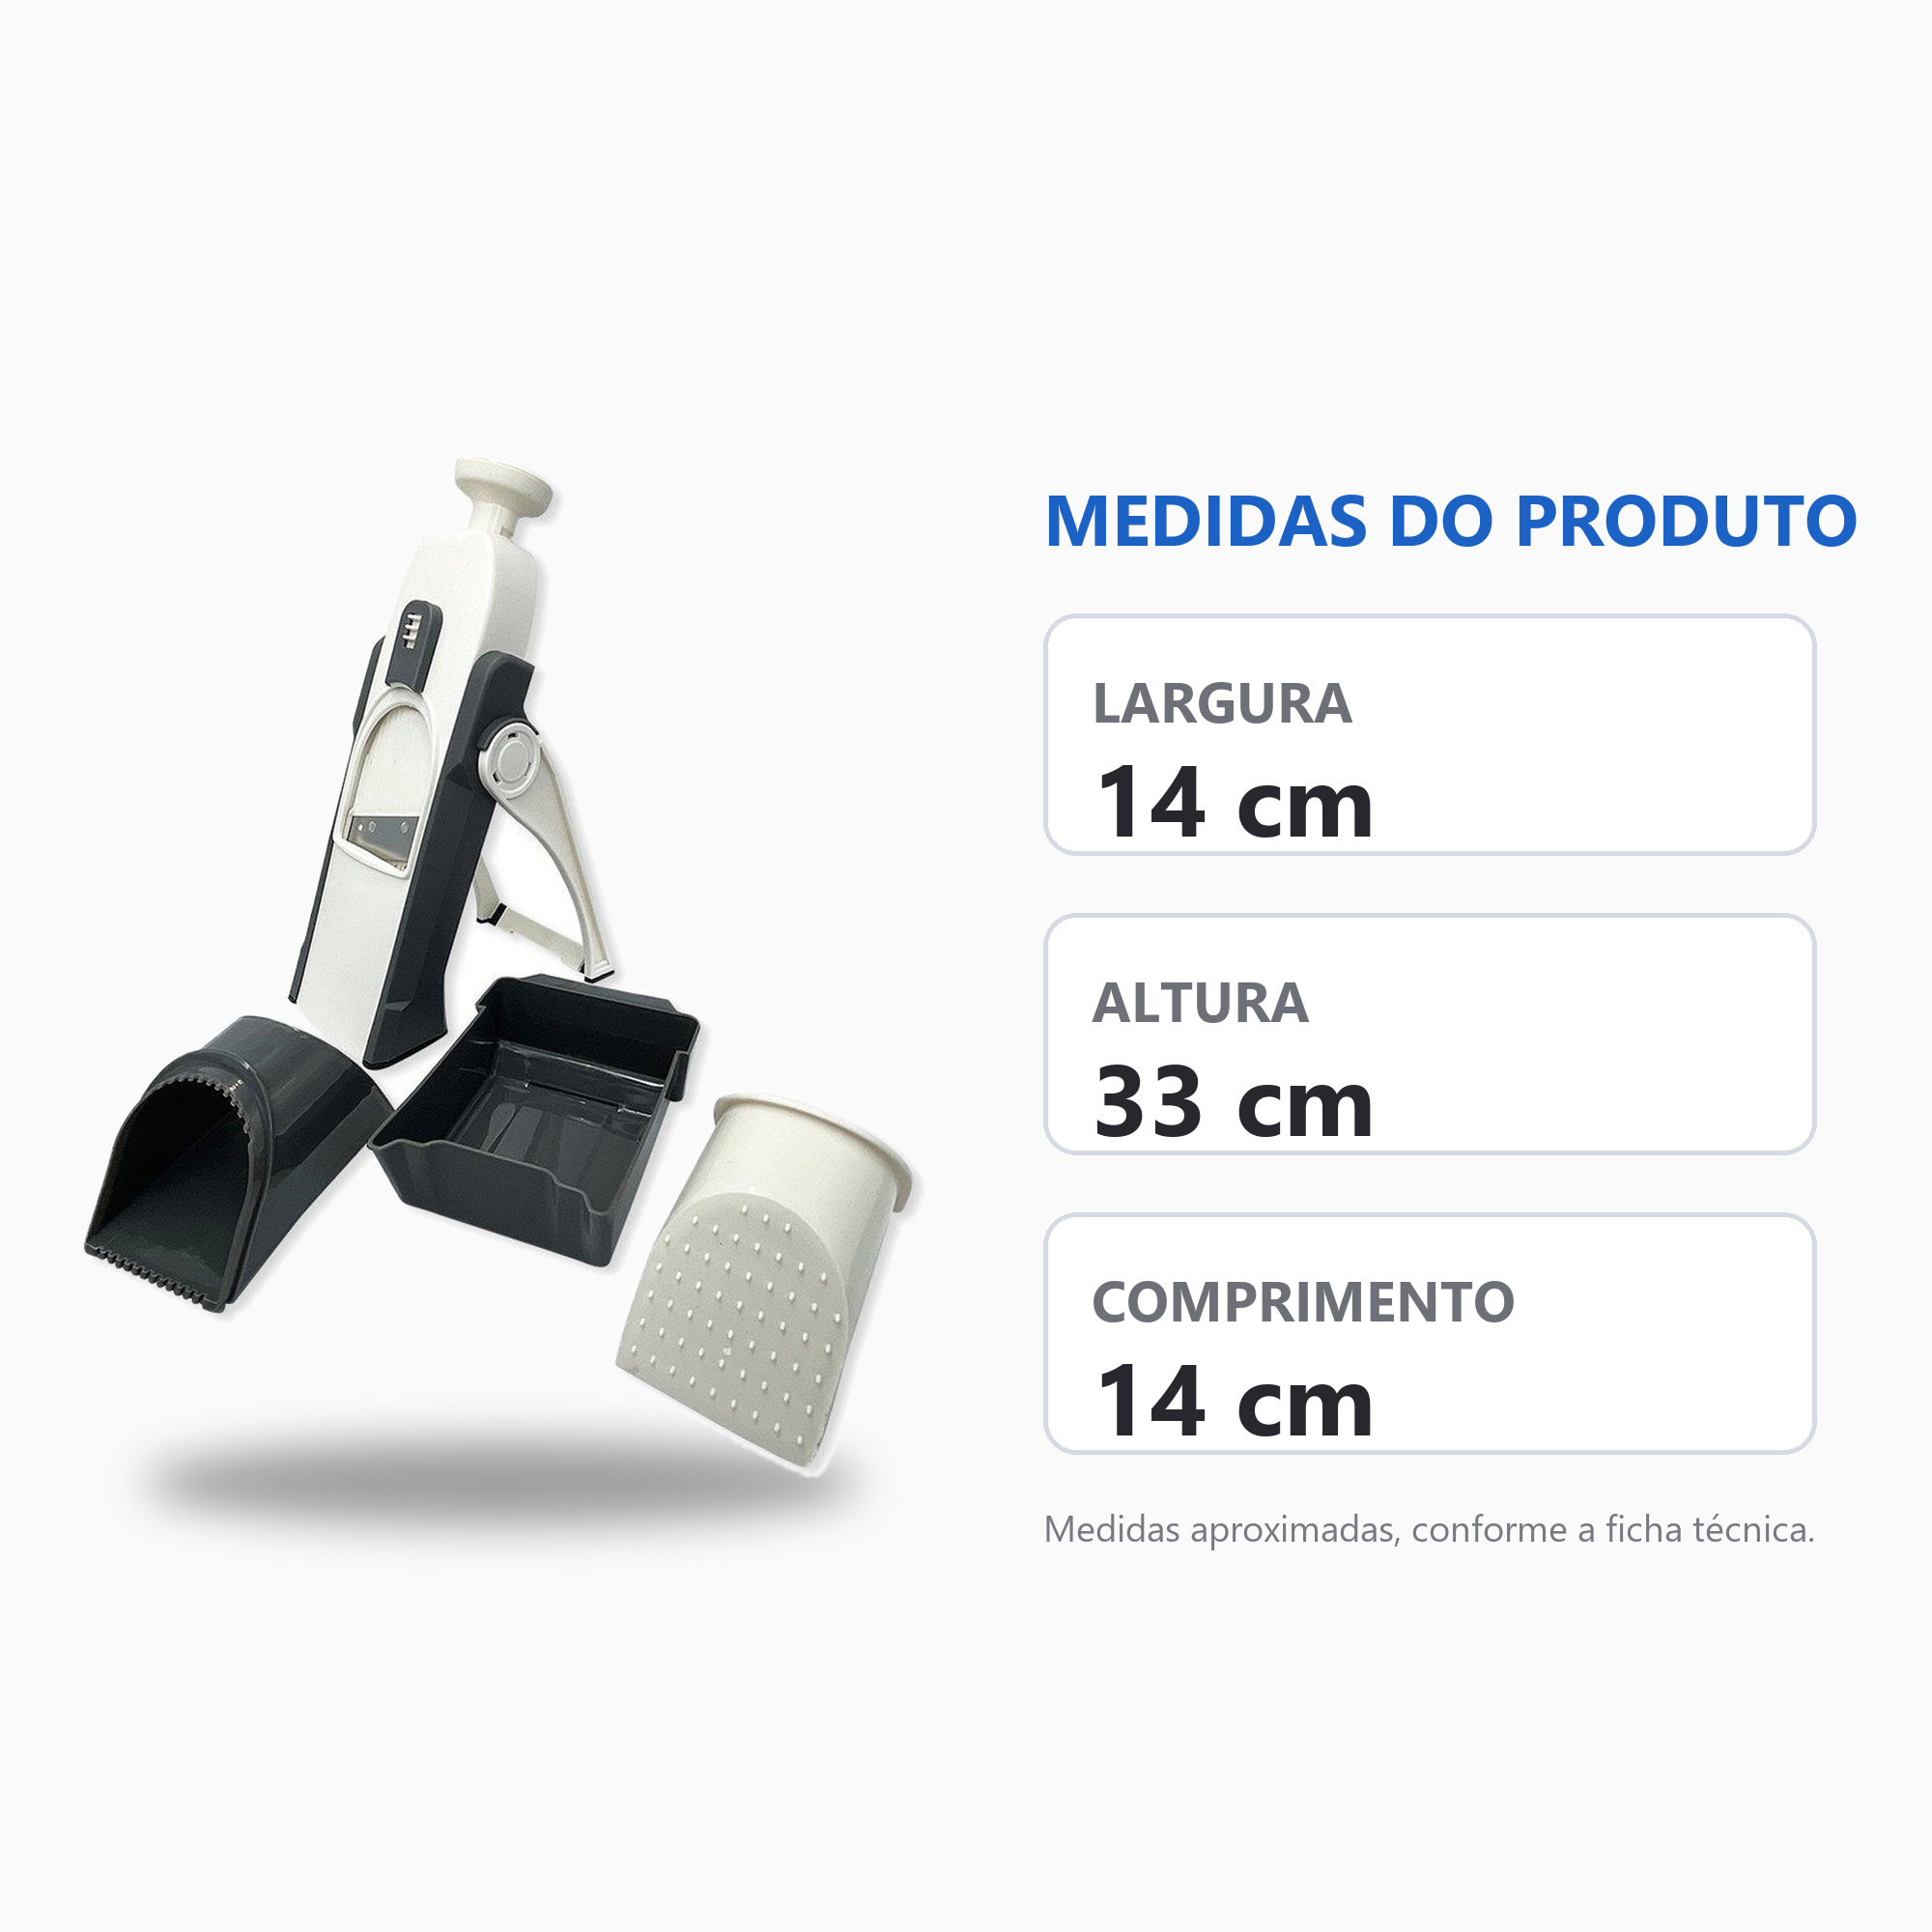 MEDIDAS DO PRODUTO
LARGURA
14 cm
ALTURA
33 cm
COMPRIMENTO
14 cm
Medidas aproximadas, conforme a ficha técnica.